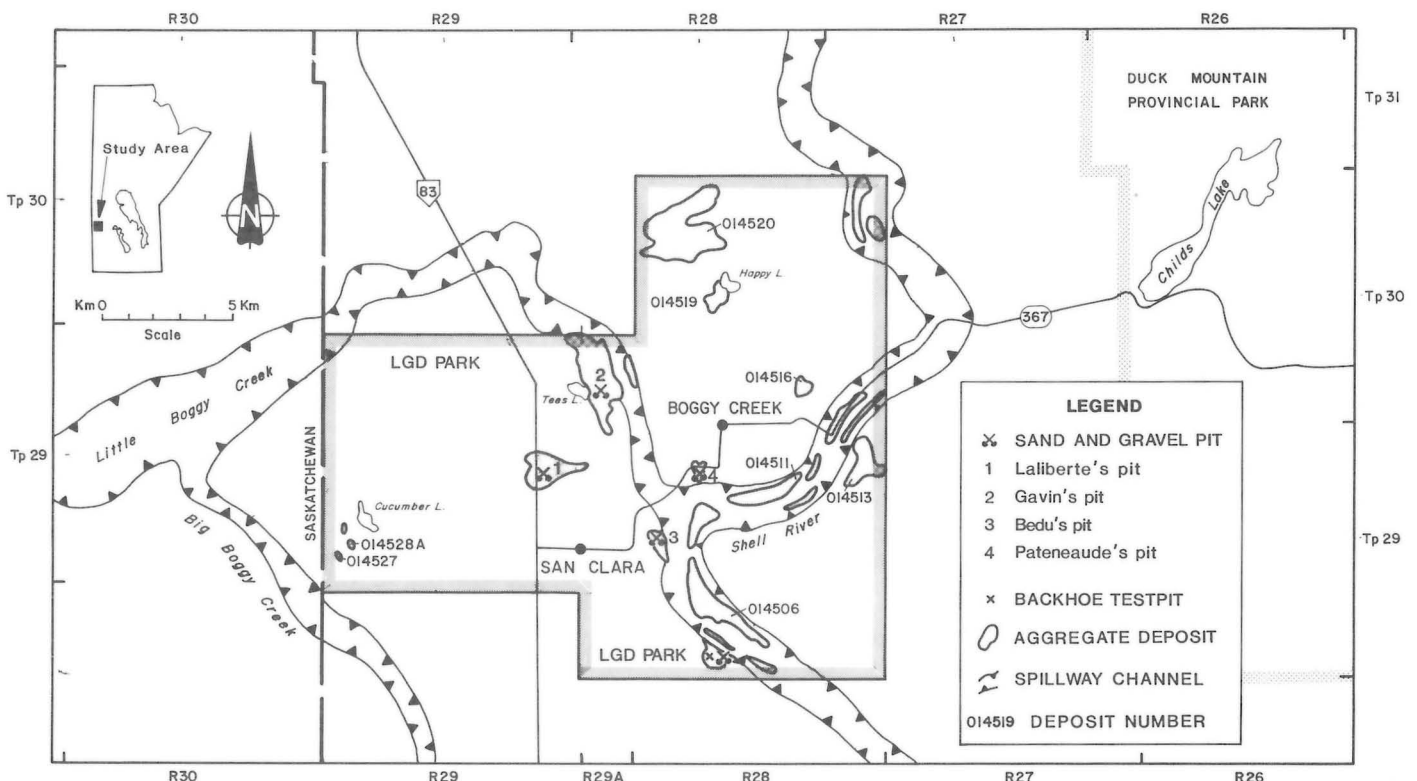 R30
R29
R28
R27
R26
DUCK MOUNTAIN
PROVINCIAL PARK
Tp 31
Study Area
83
Tp 30
N
014520
Childs Lake
Happy L.
014519
Km 0 5 Km
Scale
Tp 30
367
LGD PARK
Little Boggy Creek
2
Tees L.
014516
BOGGY CREEK
Tp 29
1
4
014511
014513
SASKATCHEWAN
Cucumber L.
Big Boggy Creek
014528A
014527
3
Shell River
SAN CLARA
Tp 29
014506
LGD PARK
LEGEND
SAND AND GRAVEL PIT
1 Laliberte's pit
2 Gavin's pit
3 Bedu's pit
4 Pateneaude's pit
BACKHOE TESTPIT
AGGREGATE DEPOSIT
SPILLWAY CHANNEL
014519 DEPOSIT NUMBER
R30
R29
R29A
R28
R27
R26